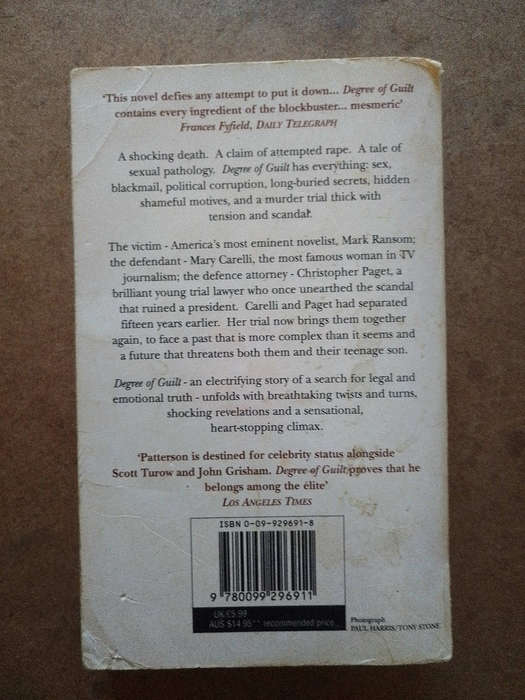 'This novel defies any attempt to put it down... Degree of Guilt
contains every ingredient of the blockbuster... mesmeric'
Frances Fyfield, DAILY TELEGRAPH
A shocking death. A claim of attempted rape. A tale of
sexual pathology. Degree of Guilt has everything: sex,
blackmail, political corruption, long-buried secrets, hidden
shameful motives, and a murder trial thick with
tension and scandal.
The victim - America's most eminent novelist, Mark Ransom;
the defendant - Mary Carelli, the most famous woman in TV
journalism; the defence attorney - Christopher Paget, a
brilliant young trial lawyer who once unearthed the scandal
that ruined a president. Carelli and Paget had separated
fifteen years earlier. Her trial now brings them together
again, to face a past that is more complex than it seems and
a future that threatens both them and their teenage son.
Degree of Guilt - an electrifying story of a search for legal and
emotional truth - unfolds with breathtaking twists and turns,
shocking revelations and a sensational,
heart-stopping climax.
'Patterson is destined for celebrity status alongside
Scott Turow and John Grisham. Degree of Guilt proves that he
belongs among the élite'
LOS ANGELES TIMES
ISBN 0-09-929691-8
9 780099 296911
UK £5.99
AUS $14.95** recommended price
Photograph
PAUL HARRIS/TONY STONE